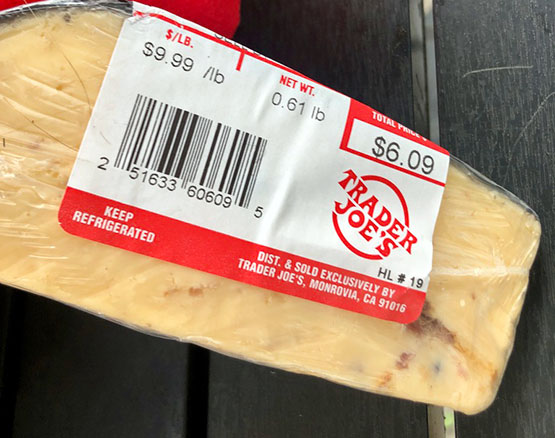 $/LB.
$9.99 /lb
NET WT.
0.61 lb
TOTAL PRICE
$6.09
2 51633 60609 5
TRADER
JOE'S
HL # 19
KEEP
REFRIGERATED
DIST. & SOLD EXCLUSIVELY BY
TRADER JOE'S, MONROVIA, CA 91016